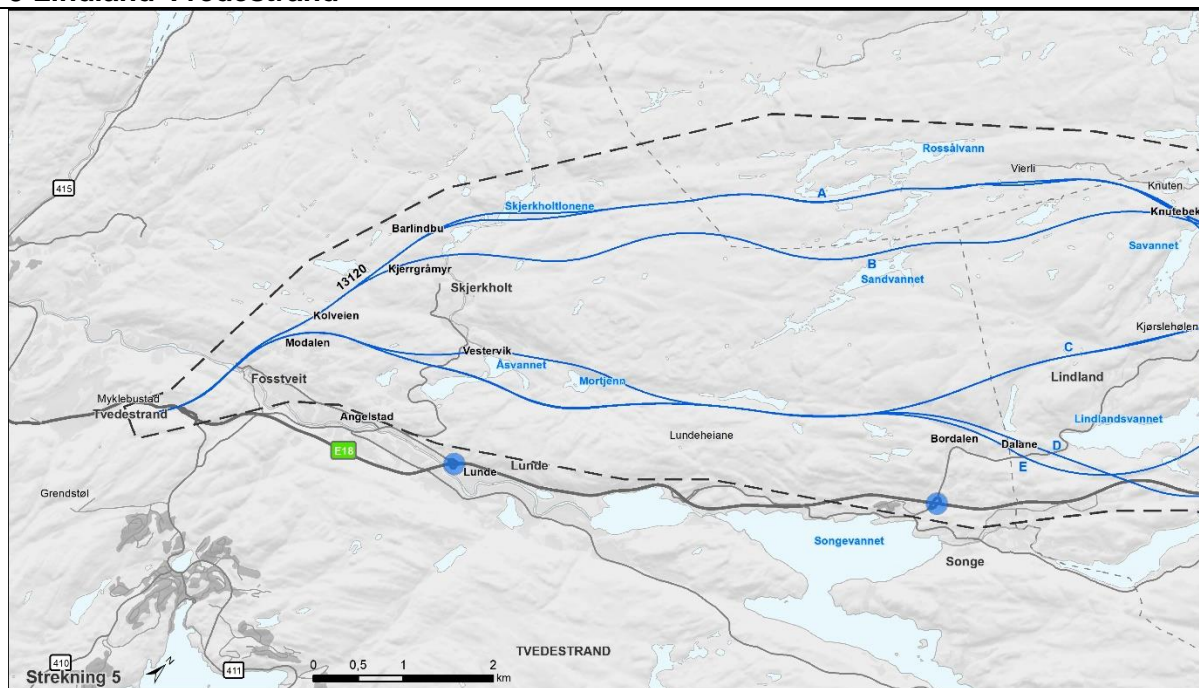 5 Lindland-Tvedestrand
Rossålvann
Vierli
415
A
Knuten
Skjerkholtlonene
Knutebek
Barlindbu
Savannet
B
Kjerrgråmyr
13120
Sandvannet
Skjerkholt
Kolveien
Kjørslehølen
Modalen
C
Vestervik
Åsvannet
Lindland
Fosstveit
Mortjenn
Myklebustad
Tvedestrand
Angelstad
Lindlandsvannet
Lundeheiane
Bordalen
Dalane
D
E18
Lunde
Lunde
E
Grendstøl
Songevannet
Songe
TVEDESTRAND
410
411
N
0 0,5 1 2
km
Strekning 5